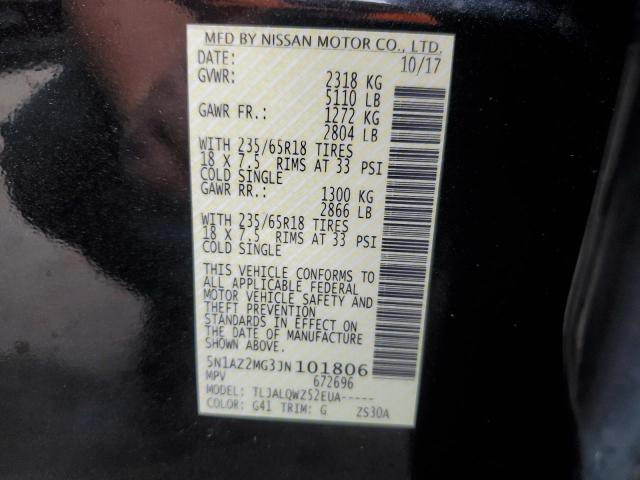 MFD BY NISSAN MOTOR CO., LTD.
DATE: 10/17
GVWR: 2318 KG
5110 LB
GAWR FR.: 1272 KG
2804 LB
WITH 235/65R18 TIRES
18 X 7.5 RIMS AT 33 PSI
COLD SINGLE
GAWR RR.: 1300 KG
2866 LB
WITH 235/65R18 TIRES
18 X 7.5 RIMS AT 33 PSI
COLD SINGLE
THIS VEHICLE CONFORMS TO
ALL APPLICABLE FEDERAL
MOTOR VEHICLE SAFETY AND
THEFT PREVENTION
STANDARDS IN EFFECT ON
THE DATE OF MANUFACTURE
SHOWN ABOVE.
5N1AZ2MG3JN101806
MPV 672696
MODEL: TLJALQWZ52EUA-----
COLOR: G41 TRIM: G ZS30A